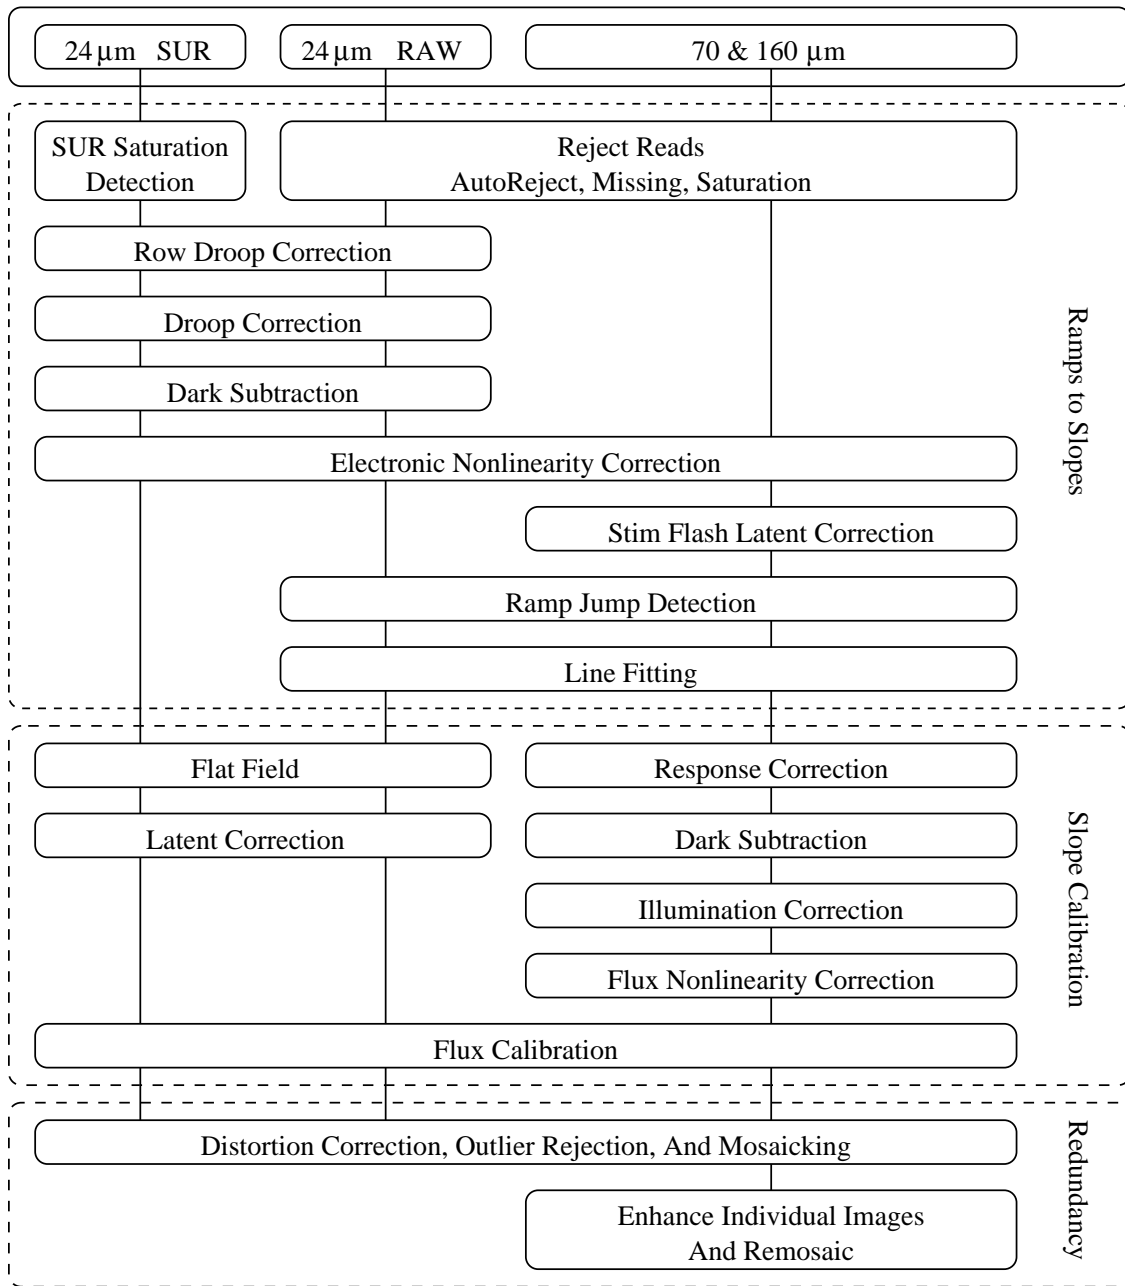 24 μm SUR
24 μm RAW
70 & 160 μm
SUR Saturation
Detection
Reject Reads
AutoReject, Missing, Saturation
Row Droop Correction
Droop Correction
Dark Subtraction
Electronic Nonlinearity Correction
Stim Flash Latent Correction
Ramp Jump Detection
Line Fitting
Ramps to Slopes
Flat Field
Response Correction
Latent Correction
Dark Subtraction
Illumination Correction
Flux Nonlinearity Correction
Flux Calibration
Slope Calibration
Distortion Correction, Outlier Rejection, And Mosaicking
Enhance Individual Images
And Remosaic
Redundancy